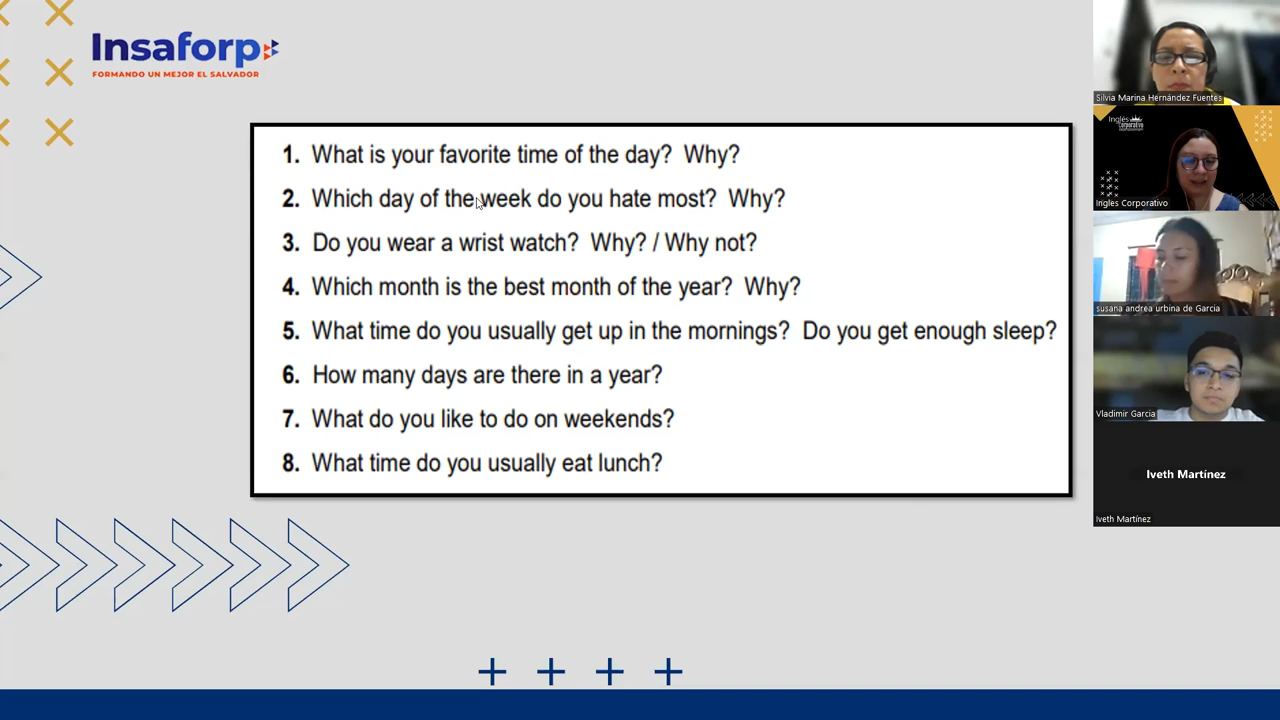 Insaforp
FORMANDO UN MEJOR EL SALVADOR
1. What is your favorite time of the day? Why?
2. Which day of the week do you hate most? Why?
3. Do you wear a wrist watch? Why? / Why not?
4. Which month is the best month of the year? Why?
5. What time do you usually get up in the mornings? Do you get enough sleep?
6. How many days are there in a year?
7. What do you like to do on weekends?
8. What time do you usually eat lunch?
Silvia Marina Hernández Fuentes
Inglés
Corporativo
Ingles Corporativo
susana andrea urbina de Garcia
Vladimir Garcia
Iveth Martínez
Iveth Martínez